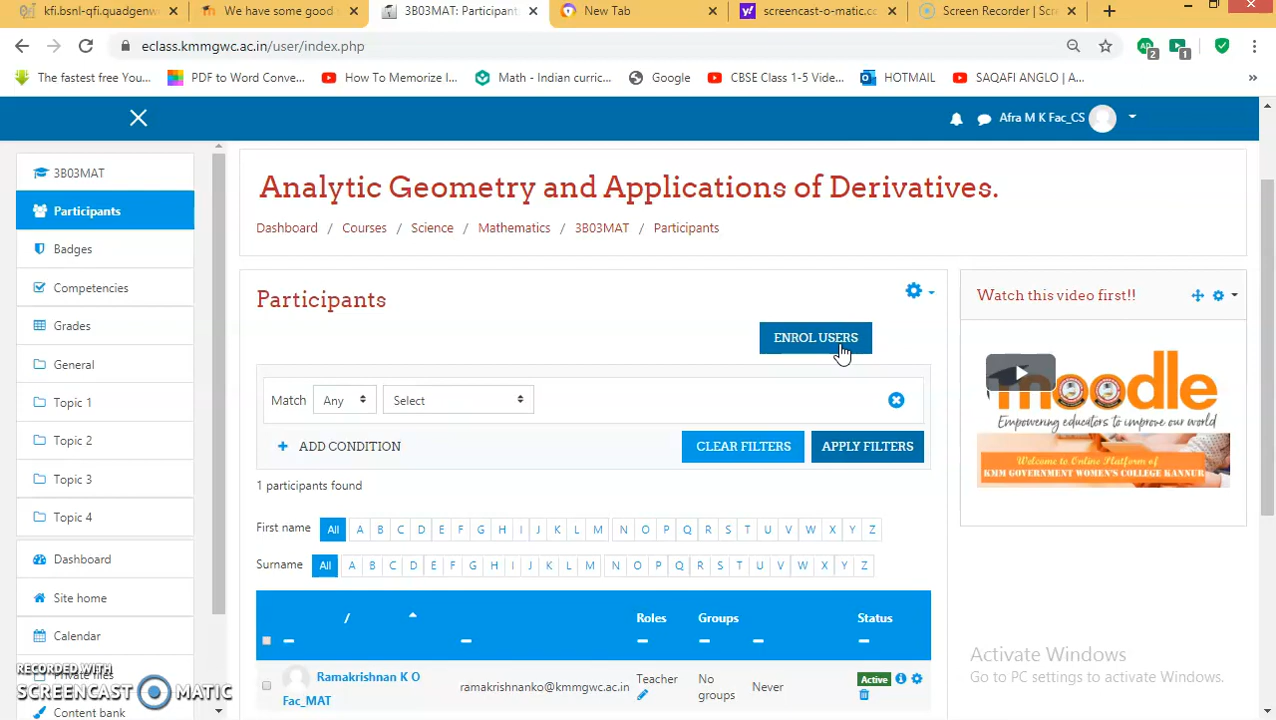 kfi.bsnl-qfi.quadgenw
We have some good s
3B03MAT: Participant
New Tab
screencast-o-matic.co
Screen Recorder | Scre
eclass.kmmgwc.ac.in/user/index.php
2
1
The fastest free You...
PDF to Word Conve...
How To Memorize I...
Math - Indian curric...
Google
CBSE Class 1-5 Vide...
HOTMAIL
SAQAFI ANGLO | A...
Afra M K Fac_CS
3B03MAT
Participants
Badges
Competencies
Grades
General
Topic 1
Topic 2
Topic 3
Topic 4
Dashboard
Site home
Calendar
Private files
Content bank
RECORDED WITH
SCREENCAST MATIC
Analytic Geometry and Applications of Derivatives.
Dashboard / Courses / Science / Mathematics / 3B03MAT / Participants
Participants
ENROL USERS
Match Any Select
ADD CONDITION
CLEAR FILTERS
APPLY FILTERS
1 participants found
First name All A B C D E F G H I J K L M N O P Q R S T U V W X Y Z
Surname All A B C D E F G H I J K L M N O P Q R S T U V W X Y Z
/ Roles Groups Status
Ramakrishnan K O Fac_MAT
ramakrishnanko@kmmgwc.ac.in
Teacher
No groups
Never
Active
Watch this video first!!
moodle
Empowering educators to improve our world
Welcome to Online Platform of
KMM GOVERNMENT WOMEN'S COLLEGE KANNUR
Activate Windows
Go to PC settings to activate Windows.